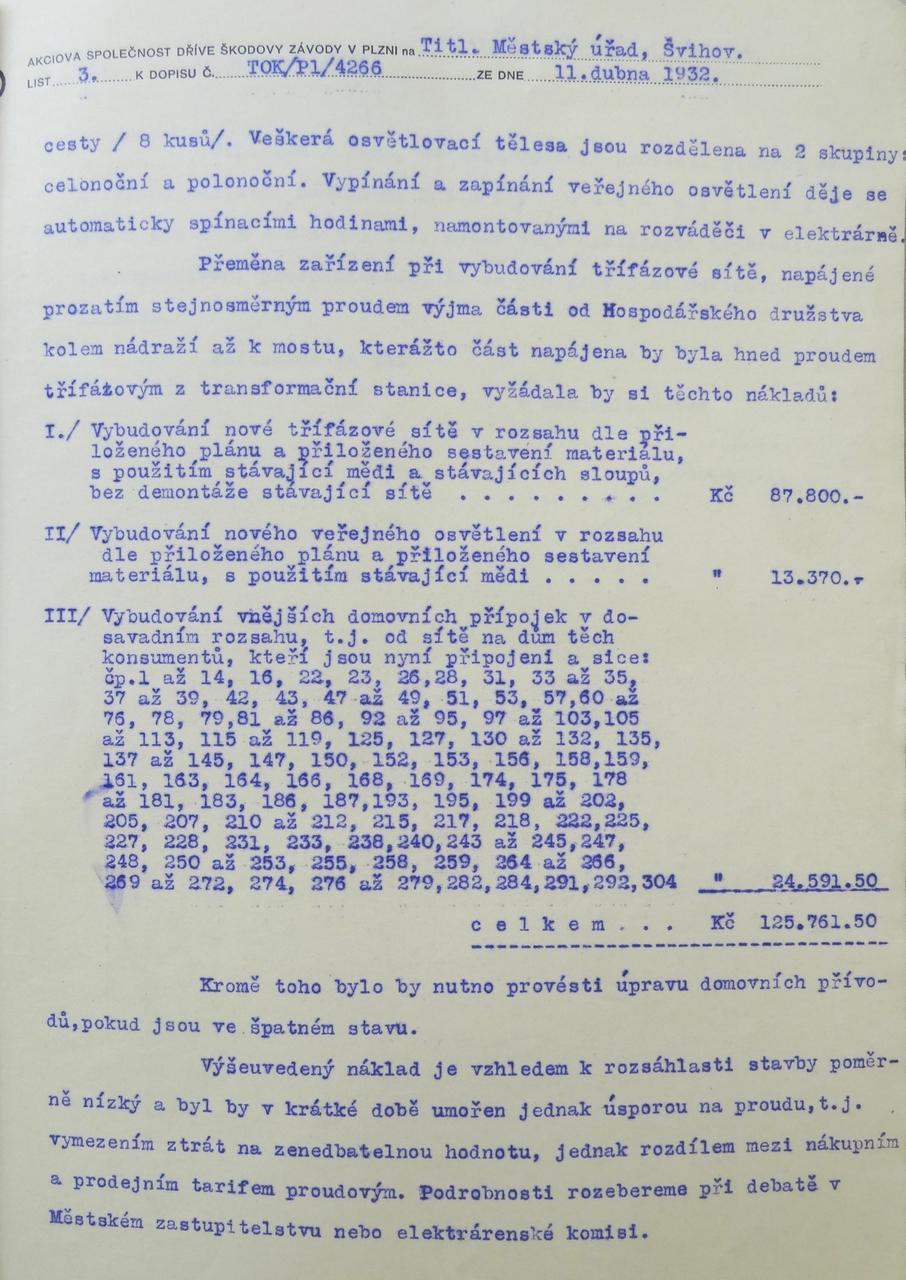 AKCIOVA SPOLEČNOST DŘÍVE ŠKODOVY ZÁVODY V PLZNI na Titl. Městský úřad, Švihov.
LIST 3. K DOPISU Č. TOK/Pl/4266 ZE DNE 11.dubna 1932.
cesty / 8 kusů/. Veškerá osvětlovací tělesa jsou rozdělena na 2 skupiny:
celonoční a polonoční. Vypínání a zapínání veřejného osvětlení děje se
automaticky spínacími hodinami, namontovanými na rozváděči v elektrárně.
Přeměna zařízení při vybudování třífázové sítě, napájené
prozatím stejnosměrným proudem výjma části od Hospodářského družstva
kolem nádraží až k mostu, kterážto část napájena by byla hned proudem
třífázovým z transformační stanice, vyžádala by si těchto nákladů:
I./ Vybudování nové třífázové sítě v rozsahu dle při-
loženého plánu a přiloženého sestavení materiálu,
s použitím stávající mědi a stávajících sloupů,
bez demontáže stávající sítě . . . . . . . . . Kč 87.800.-
II/ Vybudování nového veřejného osvětlení v rozsahu
dle přiloženého plánu a přiloženého sestavení
materiálu, s použitím stávající mědi . . . . . " 13.370.-
III/ Vybudování vnějších domovních přípojek v do-
savadním rozsahu, t.j. od sítě na dům těch
konsumentů, kteří jsou nyní připojeni a sice:
čp.1 až 14, 16, 22, 23, 26,28, 31, 33 až 35,
37 až 39, 42, 43, 47 až 49, 51, 53, 57,60 až
76, 78, 79,81 až 86, 92 až 95, 97 až 103,105
až 113, 115 až 119, 125, 127, 130 až 132, 135,
137 až 145, 147, 150, 152, 153, 156, 158,159,
161, 163, 164, 166, 168, 169, 174, 175, 178
až 181, 183, 186, 187,193, 195, 199 až 202,
205, 207, 210 až 212, 215, 217, 218, 222,225,
227, 228, 231, 233, 238,240,243 až 245,247,
248, 250 až 253, 255, 258, 259, 264 až 266,
269 až 272, 274, 276 až 279,282,284,291,292,304 " 24.591.50
c e l k e m . . . Kč 125.761.50
Kromě toho bylo by nutno provésti úpravu domovních přívo-
dů,pokud jsou ve špatném stavu.
Výšeuvedený náklad je vzhledem k rozsáhlasti stavby poměr-
ně nízký a byl by v krátké době umořen jednak úsporou na proudu,t.j.
vymezením ztrát na zenedbatelnou hodnotu, jednak rozdílem mezi nákupním
a prodejním tarifem proudovým. Podrobnosti rozebereme při debatě v
Městském zastupitelstvu nebo elektrárenské komisi.